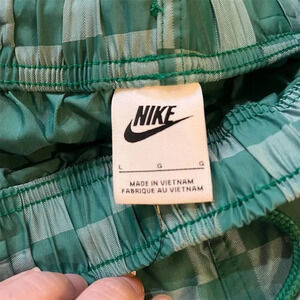 NIKE
L G G
MADE IN VIETNAM
FABRIQUE AU VIETNAM